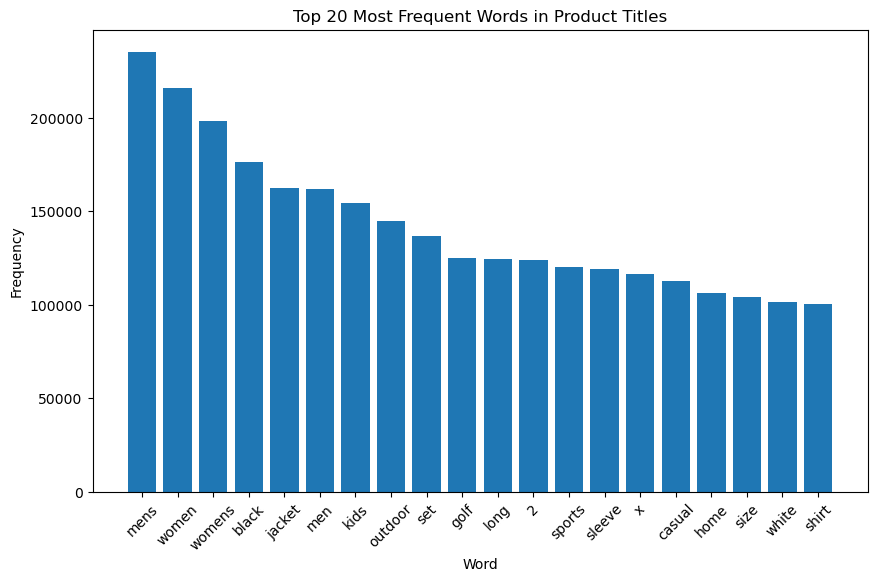 Top 20 Most Frequent Words in Product Titles
Frequency
200000
150000
100000
50000
0
mens women womens black jacket men kids outdoor set golf long 2 sports sleeve x casual home size white shirt
Word